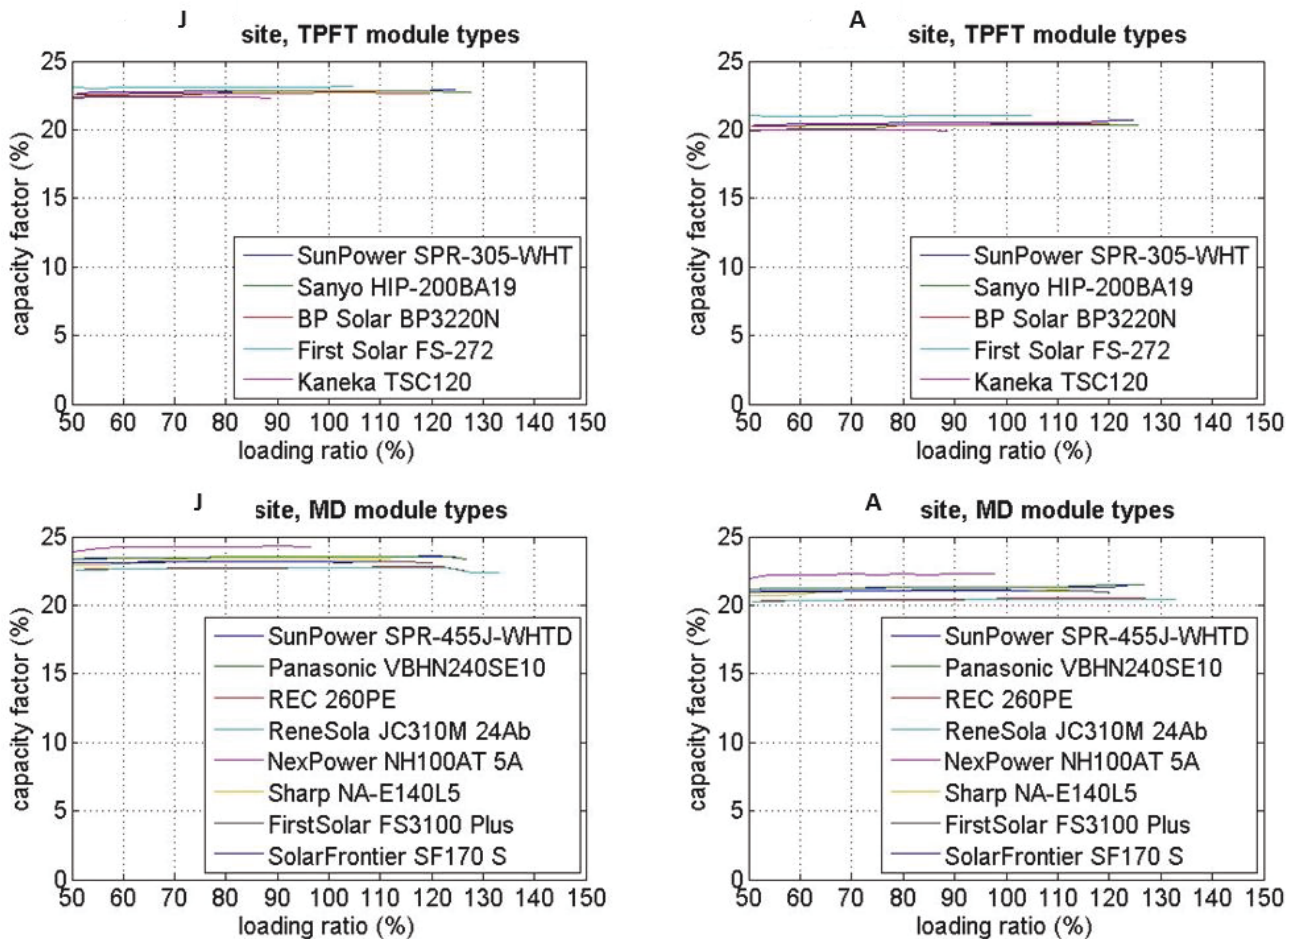 J
site, TPFT module types
25
20
15
10
5
0
capacity factor (%)
SunPower SPR-305-WHT
Sanyo HIP-200BA19
BP Solar BP3220N
First Solar FS-272
Kaneka TSC120
50 60 70 80 90 100 110 120 130 140 150
loading ratio (%)
A
site, TPFT module types
25
20
15
10
5
0
capacity factor (%)
SunPower SPR-305-WHT
Sanyo HIP-200BA19
BP Solar BP3220N
First Solar FS-272
Kaneka TSC120
50 60 70 80 90 100 110 120 130 140 150
loading ratio (%)
J
site, MD module types
25
20
15
10
5
0
capacity factor (%)
SunPower SPR-455J-WHTD
Panasonic VBHN240SE10
REC 260PE
ReneSola JC310M 24Ab
NexPower NH100AT 5A
Sharp NA-E140L5
FirstSolar FS3100 Plus
SolarFrontier SF170 S
50 60 70 80 90 100 110 120 130 140 150
loading ratio (%)
A
site, MD module types
25
20
15
10
5
0
capacity factor (%)
SunPower SPR-455J-WHTD
Panasonic VBHN240SE10
REC 260PE
ReneSola JC310M 24Ab
NexPower NH100AT 5A
Sharp NA-E140L5
FirstSolar FS3100 Plus
SolarFrontier SF170 S
50 60 70 80 90 100 110 120 130 140 150
loading ratio (%)